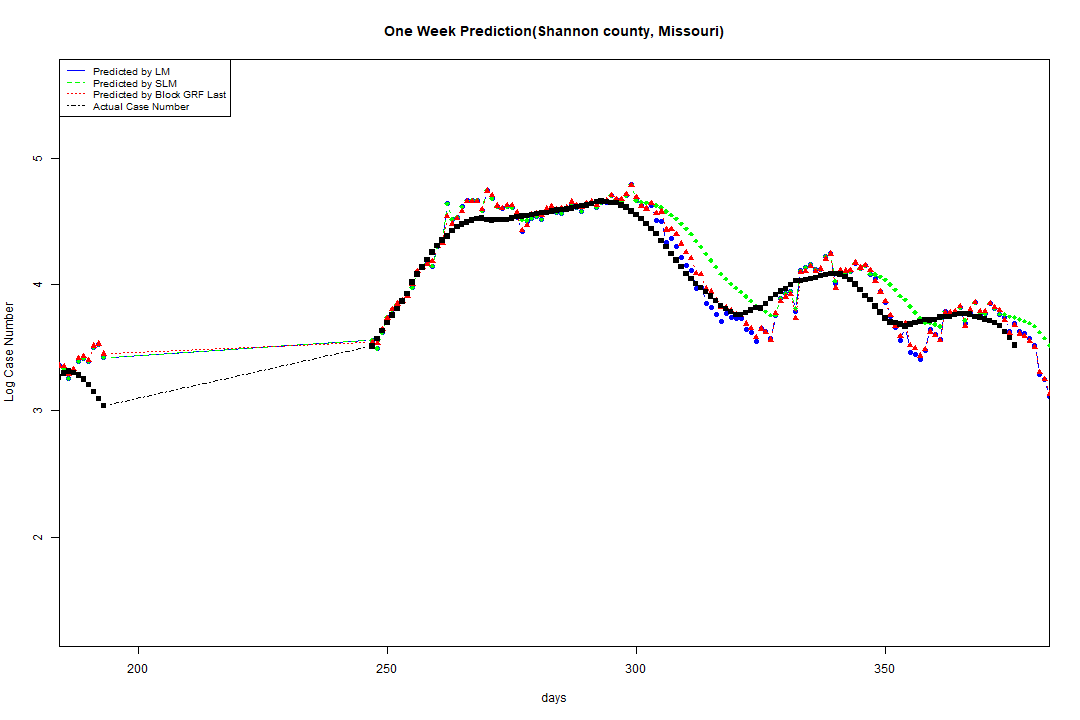 One Week Prediction(Shannon county, Missouri)
Predicted by LM
Predicted by SLM
Predicted by Block GRF Last
Actual Case Number
5
4
3
2
Log Case Number
200 250 300 350
days